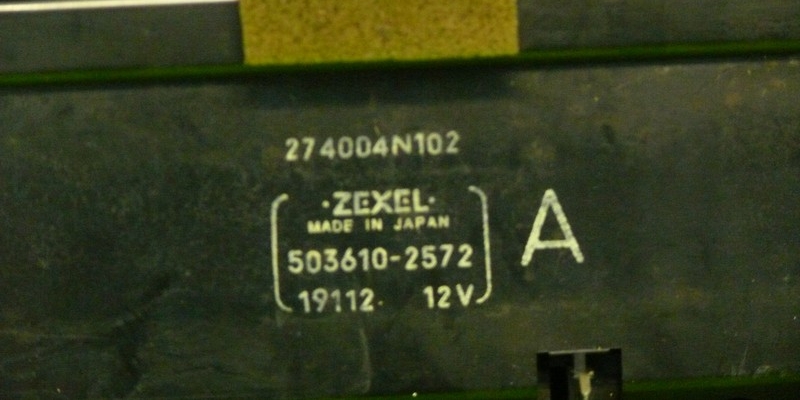 274004N102
·ZEXEL·
MADE IN JAPAN
503610-2572
19112· 12V
A